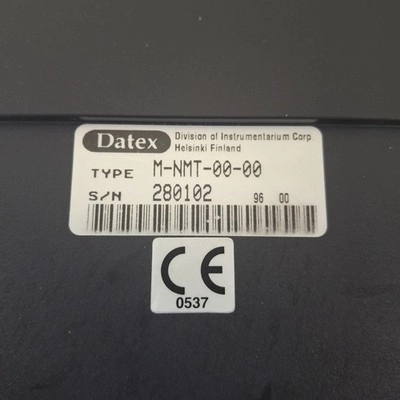 Datex Division of Instrumentarium Corp.
Helsinki Finland
TYPE M-NMT-00-00
S/N 280102 96 00
CE
0537